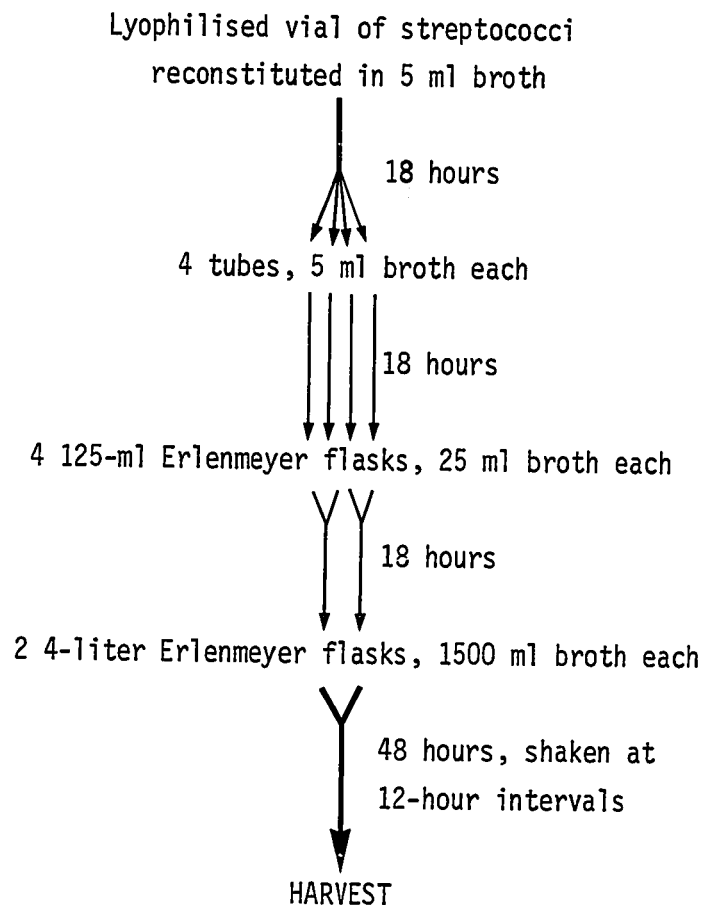 Lyophilised vial of streptococci
reconstituted in 5 ml broth
18 hours
4 tubes, 5 ml broth each
18 hours
4 125-ml Erlenmeyer flasks, 25 ml broth each
18 hours
2 4-liter Erlenmeyer flasks, 1500 ml broth each
48 hours, shaken at
12-hour intervals
HARVEST